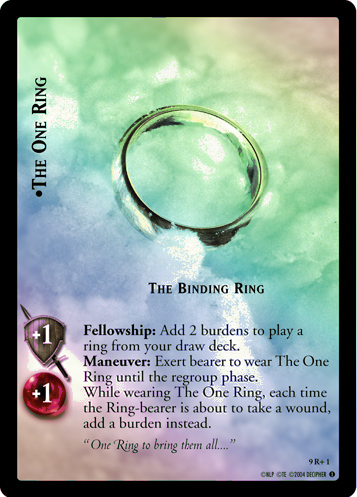 •The One Ring
The Binding Ring
+1
+1
Fellowship: Add 2 burdens to play a
ring from your draw deck.
Maneuver: Exert bearer to wear The One
Ring until the regroup phase.
While wearing The One Ring, each time
the Ring-bearer is about to take a wound,
add a burden instead.
“One Ring to bring them all....”
9 R+ 1
©NLP ©TE ©2004 DECIPHER 1